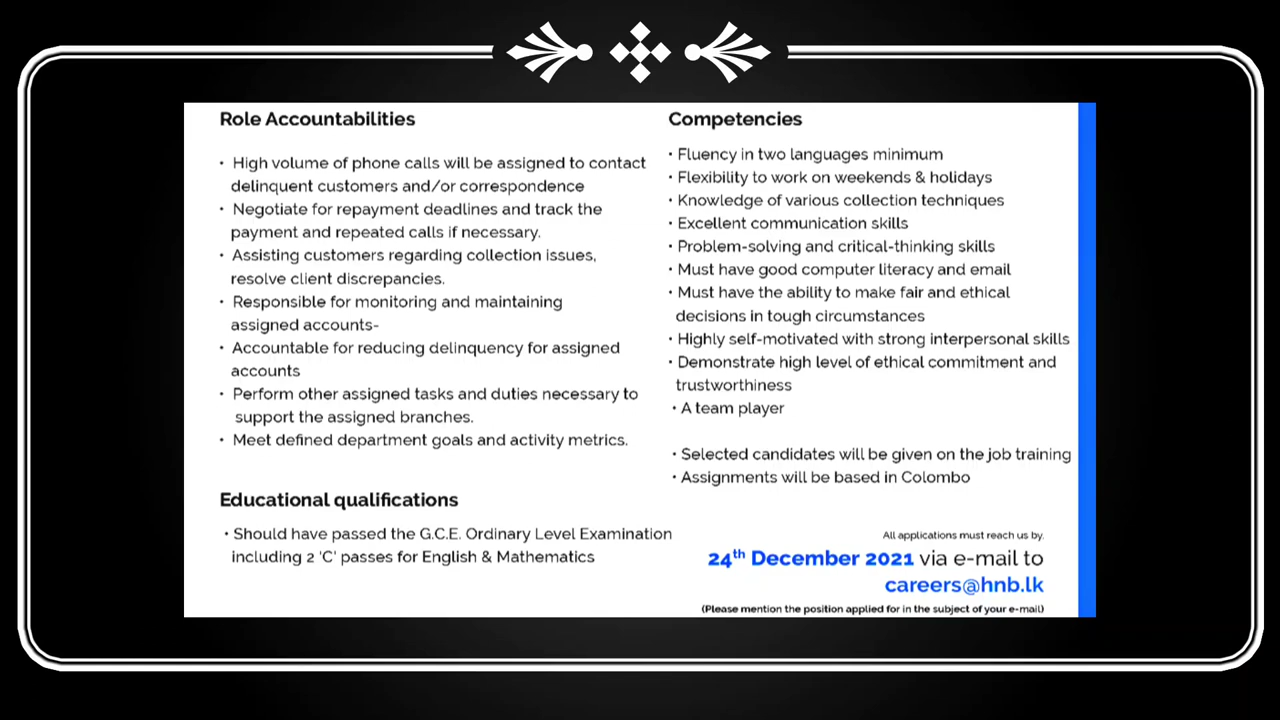 Role Accountabilities
• High volume of phone calls will be assigned to contact
delinquent customers and/or correspondence
• Negotiate for repayment deadlines and track the
payment and repeated calls if necessary.
• Assisting customers regarding collection issues,
resolve client discrepancies.
• Responsible for monitoring and maintaining
assigned accounts-
• Accountable for reducing delinquency for assigned
accounts
• Perform other assigned tasks and duties necessary to
support the assigned branches.
• Meet defined department goals and activity metrics.
Educational qualifications
• Should have passed the G.C.E. Ordinary Level Examination
including 2 'C' passes for English & Mathematics
Competencies
• Fluency in two languages minimum
• Flexibility to work on weekends & holidays
• Knowledge of various collection techniques
• Excellent communication skills
• Problem-solving and critical-thinking skills
• Must have good computer literacy and email
• Must have the ability to make fair and ethical
decisions in tough circumstances
• Highly self-motivated with strong interpersonal skills
• Demonstrate high level of ethical commitment and
trustworthiness
• A team player
• Selected candidates will be given on the job training
• Assignments will be based in Colombo
All applications must reach us by,
24th December 2021 via e-mail to
careers@hnb.lk
(Please mention the position applied for in the subject of your e-mail)